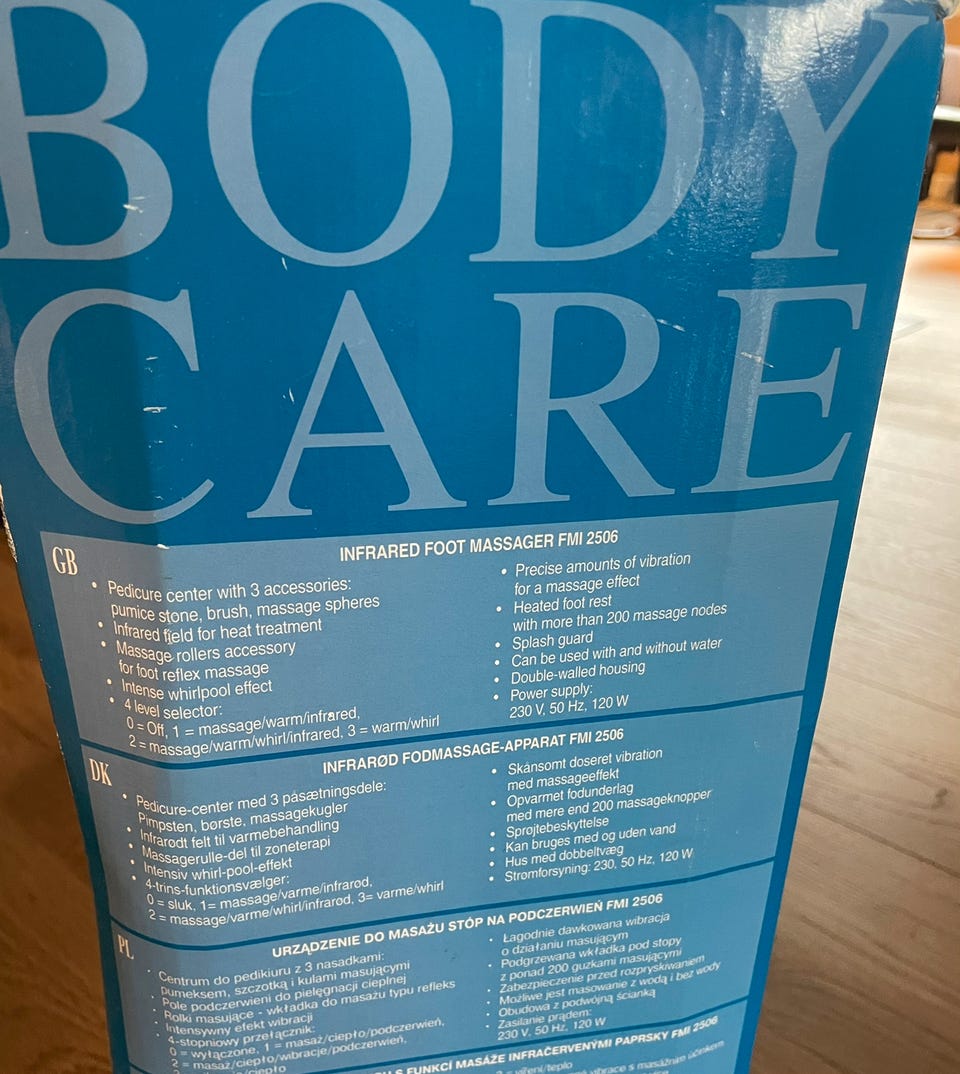 BODY
CARE
GB
INFRARED FOOT MASSAGER FMI 2506
• Pedicure center with 3 accessories:
pumice stone, brush, massage spheres
• Infrared field for heat treatment
• Massage rollers accessory
for foot reflex massage
• Intense whirlpool effect
• 4 level selector:
0 = Off, 1 = massage/warm/infrared,
2 = massage/warm/whirl/infrared, 3 = warm/whirl
• Precise amounts of vibration
for a massage effect
• Heated foot rest
with more than 200 massage nodes
• Splash guard
• Can be used with and without water
• Double-walled housing
• Power supply:
230 V, 50 Hz, 120 W
DK
INFRARØD FODMASSAGE-APPARAT FMI 2506
• Pedicure-center med 3 påsætningsdele:
Pimpsten, børste, massagekugler
• Infrarodt felt til varmebehandling
• Massagerulle-del til zoneterapi
• Intensiv whirl-pool-effekt
• 4-trins-funktionsvælger:
0 = sluk, 1= massage/varme/infrarød,
2 = massage/varme/whirl/infrarød, 3= varme/whirl
• Skånsomt doseret vibration
med massageeffekt
• Opvarmet fodunderlag
med mere end 200 massageknopper
• Sprøjtebeskyttelse
• Kan bruges med og uden vand
• Hus med dobbeltvæg
• Strømforsyning: 230, 50 Hz, 120 W
PL
URZĄDZENIE DO MASAŻU STÓP NA PODCZERWIEŃ FMI 2506
• Centrum do pedikiuru z 3 nasadkami:
pumeksem, szczotką i kulami masującymi
• Pole podczerwieni do pielęgnacji cieplnej
• Rolki masujące - wkładka do masażu typu refleks
• Intensywny efekt wibracji
• 4-stopniowy przełącznik:
0 = wyłączone, 1 = masaż/ciepło/podczerwień,
2 = masaż/ciepło/wibracje/podczerwień,
• Łagodnie dawkowana wibracja
o działaniu masującym
• Podgrzewana wkładka pod stopy
z ponad 200 guzkami masującymi
• Zabezpieczenie przed rozpryskiwaniem
• Możliwe jest masowanie z wodą i bez wody
• Obudowa z podwójną ścianką
• Zasilanie prądem:
230 V, 50 Hz, 120 W
S FUNKCÍ MASÁŽE INFRAČERVENÝMI PAPRSKY FMI 2506
víření/teplo
vibrace s masážním účinkem